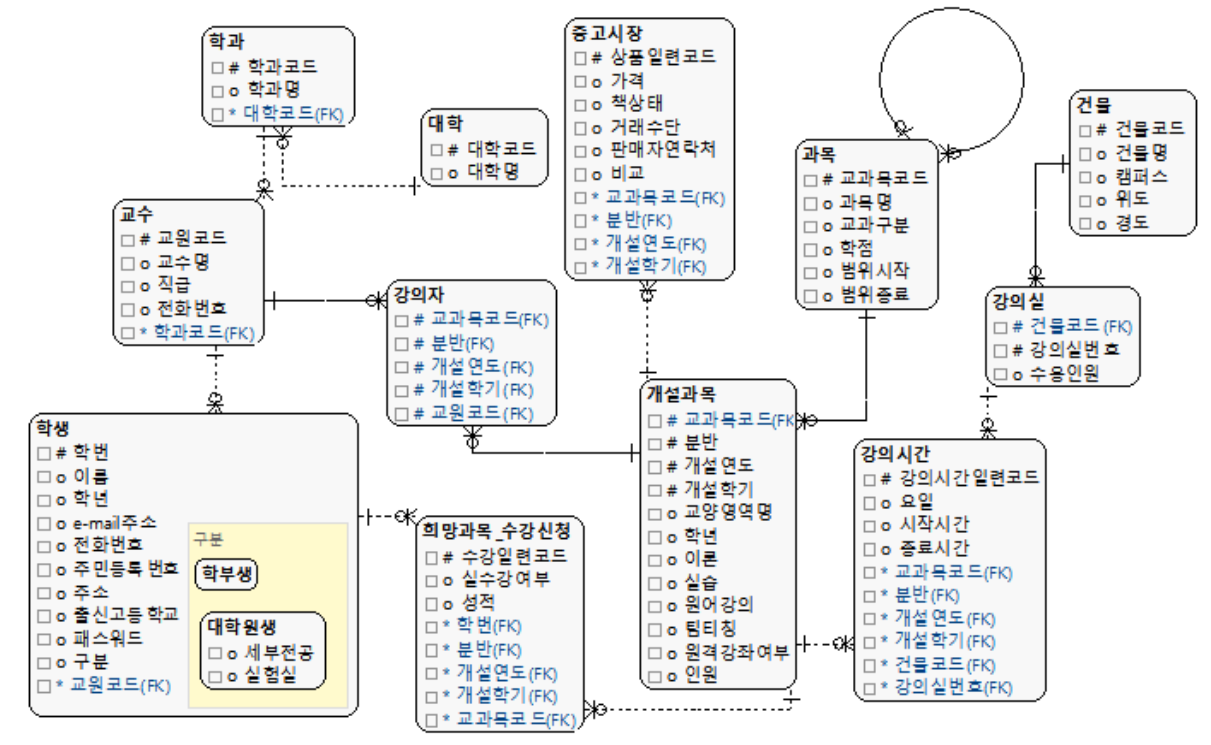 학과
# 학과코드
o 학과명
* 대학코드(FK)
대학
# 대학코드
o 대학명
중고시장
# 상품일련코드
o 가격
o 책상태
o 거래수단
o 판매자연락처
o 비교
* 교과목코드(FK)
* 분반(FK)
* 개설연도(FK)
* 개설학기(FK)
과목
# 교과목코드
o 과목명
o 교과구분
o 학점
o 범위시작
o 범위종료
건물
# 건물코드
o 건물명
o 캠퍼스
o 위도
o 경도
교수
# 교원코드
o 교수명
o 직급
o 전화번호
* 학과코드(FK)
강의자
# 교과목코드(FK)
# 분반(FK)
# 개설연도(FK)
# 개설학기(FK)
# 교원코드(FK)
강의실
# 건물코드(FK)
# 강의실번호
o 수용인원
학생
# 학번
o 이름
o 학년
o e-mail주소
o 전화번호
o 주민등록번호
o 주소
o 출신고등학교
o 패스워드
o 구분
* 교원코드(FK)
구분
학부생
대학원생
o 세부전공
o 실험실
희망과목_수강신청
# 수강일련코드
o 실수강여부
o 성적
* 학번(FK)
* 분반(FK)
* 개설연도(FK)
* 개설학기(FK)
* 교과목코드(FK)
개설과목
# 교과목코드(FK
# 분반
# 개설연도
# 개설학기
o 교양영역명
o 학년
o 이론
o 실습
o 원어강의
o 팀티칭
o 원격강좌여부
o 인원
강의시간
# 강의시간일련코드
o 요일
o 시작시간
o 종료시간
* 교과목코드(FK)
* 분반(FK)
* 개설연도(FK)
* 개설학기(FK)
* 건물코드(FK)
* 강의실번호(FK)